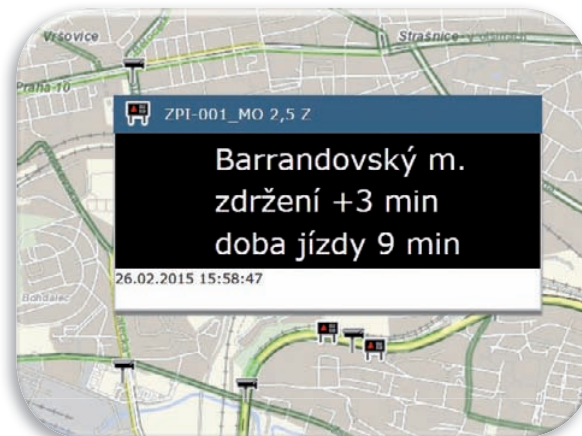 Vršovice
Strašnice
Praha 10
ZPI-001_MO 2,5 Z
Barrandovský m.
zdržení +3 min
doba jízdy 9 min
26.02.2015 15:58:47
Bohdalec